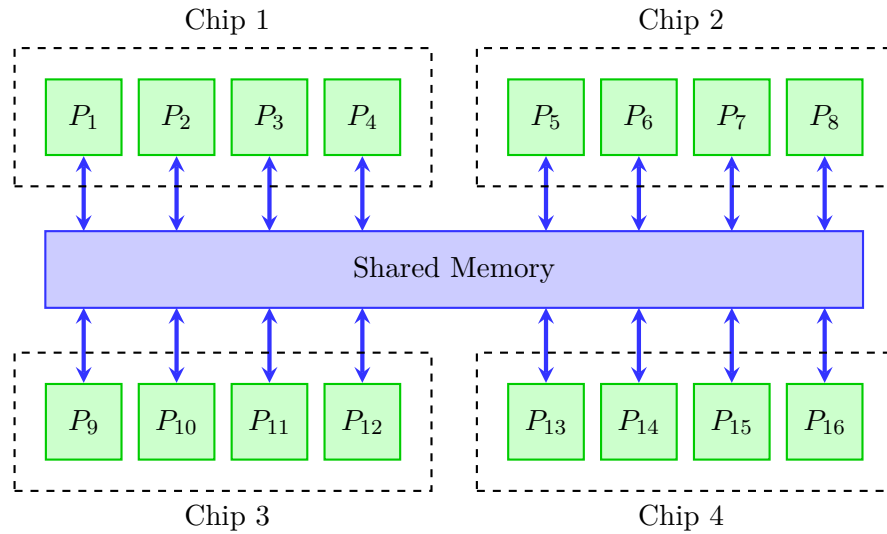 Chip 1
Chip 2
P₁ P₂ P₃ P₄
P₅ P₆ P₇ P₈
Shared Memory
P₉ P₁₀ P₁₁ P₁₂
P₁₃ P₁₄ P₁₅ P₁₆
Chip 3
Chip 4